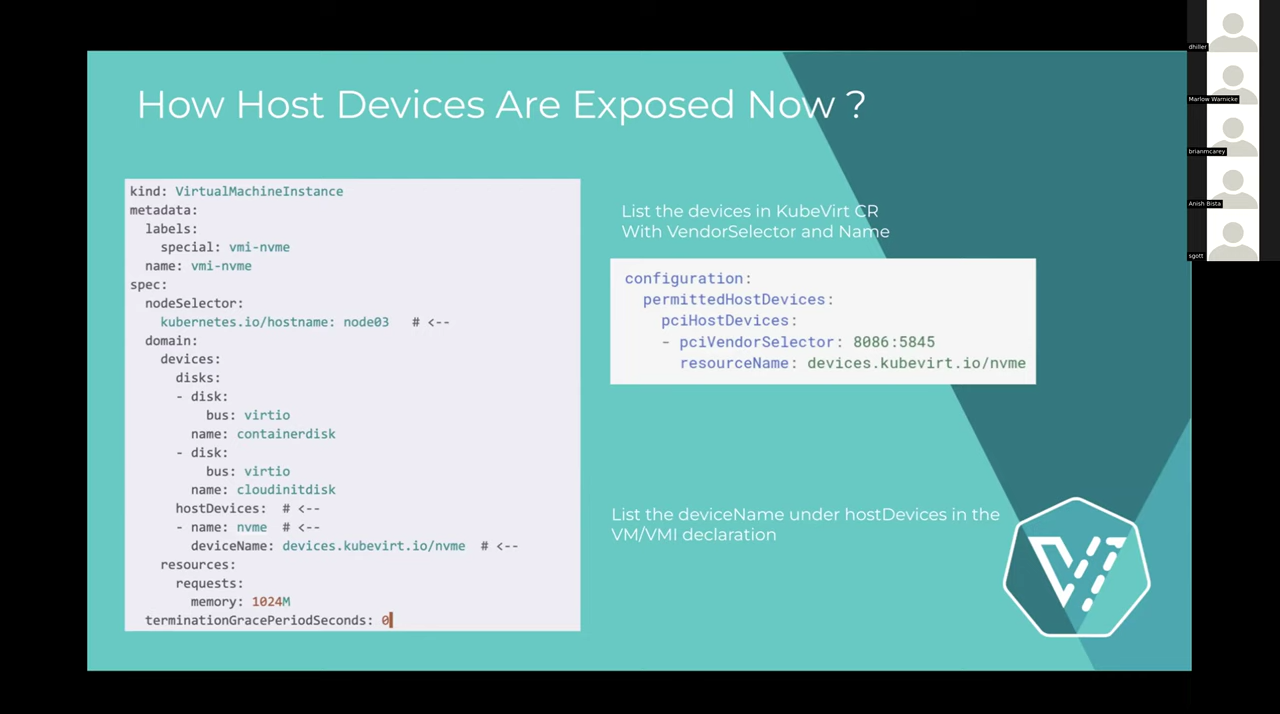 How Host Devices Are Exposed Now ?
kind: VirtualMachineInstance
metadata:
  labels:
    special: vmi-nvme
  name: vmi-nvme
spec:
  nodeSelector:
    kubernetes.io/hostname: node03   # <--
  domain:
    devices:
      disks:
      - disk:
          bus: virtio
        name: containerdisk
      - disk:
          bus: virtio
        name: cloudinitdisk
      hostDevices:  # <--
      - name: nvme  # <--
        deviceName: devices.kubevirt.io/nvme  # <--
    resources:
      requests:
        memory: 1024M
  terminationGracePeriodSeconds: 0
List the devices in KubeVirt CR
With VendorSelector and Name
configuration:
  permittedHostDevices:
    pciHostDevices:
    - pciVendorSelector: 8086:5845
      resourceName: devices.kubevirt.io/nvme
List the deviceName under hostDevices in the
VM/VMI declaration
dhiller
Marlow Warnicke
brianmcarey
Anish Bista
sgott